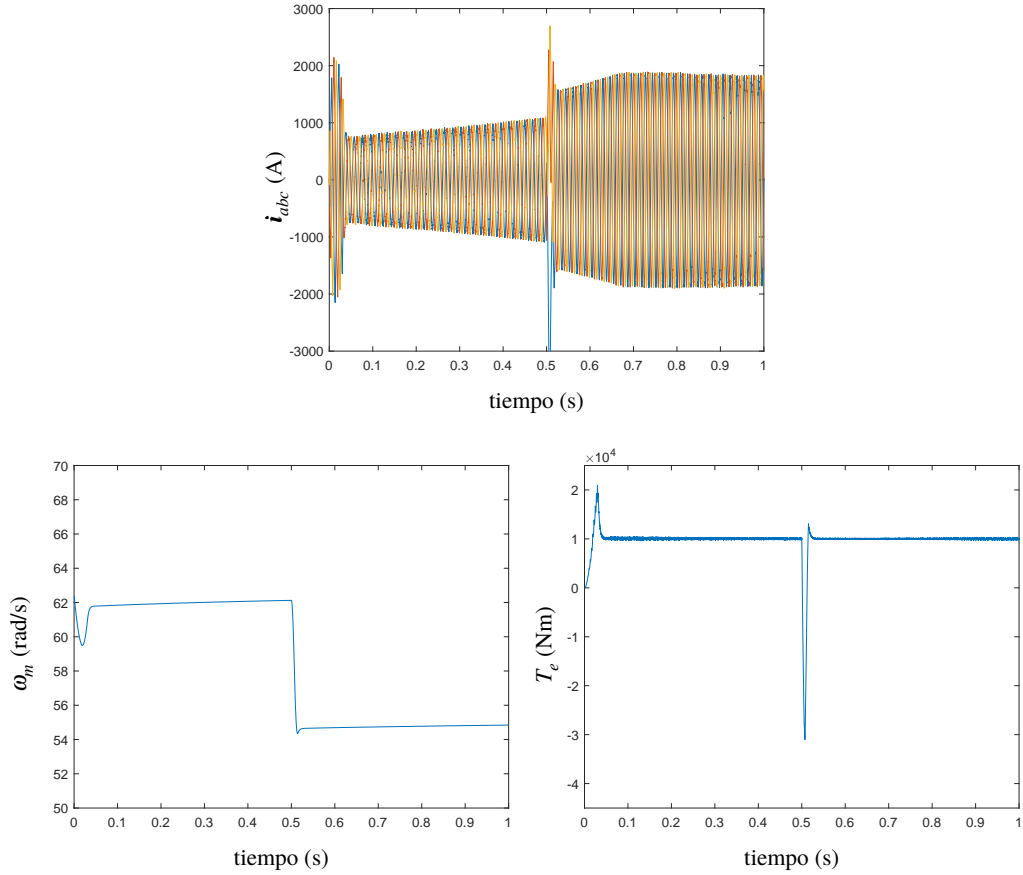 3000
2000
1000
0
-1000
-2000
-3000
i_abc (A)
0 0.1 0.2 0.3 0.4 0.5 0.6 0.7 0.8 0.9 1
tiempo (s)
70
68
66
64
62
60
58
56
54
52
50
ω_m (rad/s)
0 0.1 0.2 0.3 0.4 0.5 0.6 0.7 0.8 0.9 1
tiempo (s)
×10^4
2
1
0
-1
-2
-3
-4
T_e (Nm)
0 0.1 0.2 0.3 0.4 0.5 0.6 0.7 0.8 0.9 1
tiempo (s)